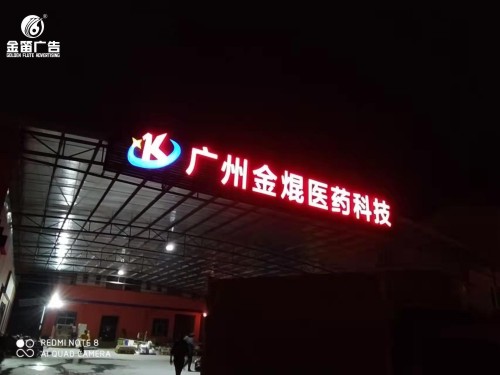 金笛广告
GOLDEN FLUTE ADVERTISING
K 广州金焜医药科技
REDMI NOTE 8
AI QUAD CAMERA